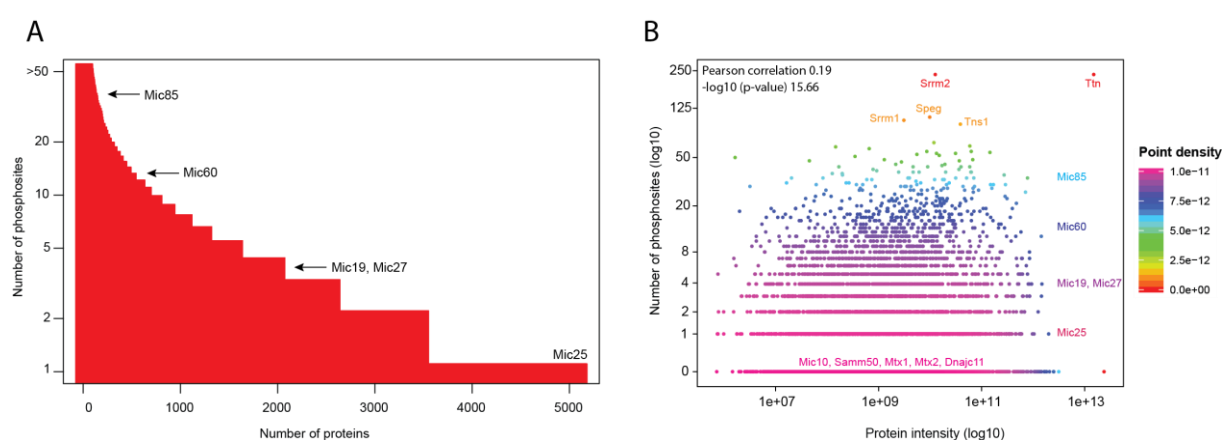 A
>50
20
10
5
2
1
Number of phosphosites
Mic85
Mic60
Mic19, Mic27
Mic25
0
1000
2000
3000
4000
5000
Number of proteins
B
Pearson correlation 0.19
-log10 (p-value) 15.66
250
125
50
20
8
4
2
1
0
Number of phosphosites (log10)
Srrm2
Ttn
Srrm1
Speg
Tns1
Mic85
Mic60
Mic19, Mic27
Mic25
Mic10, Samm50, Mtx1, Mtx2, Dnajc11
1e+07
1e+09
1e+11
1e+13
Protein intensity (log10)
Point density
1.0e-11
7.5e-12
5.0e-12
2.5e-12
0.0e+00